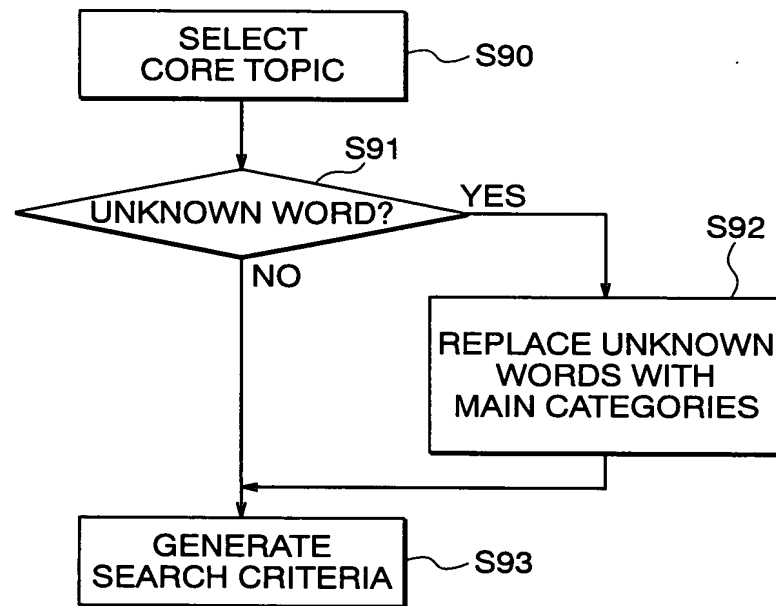 SELECT
CORE TOPIC
S90
S91
UNKNOWN WORD?
YES
NO
S92
REPLACE UNKNOWN
WORDS WITH
MAIN CATEGORIES
GENERATE
SEARCH CRITERIA
S93